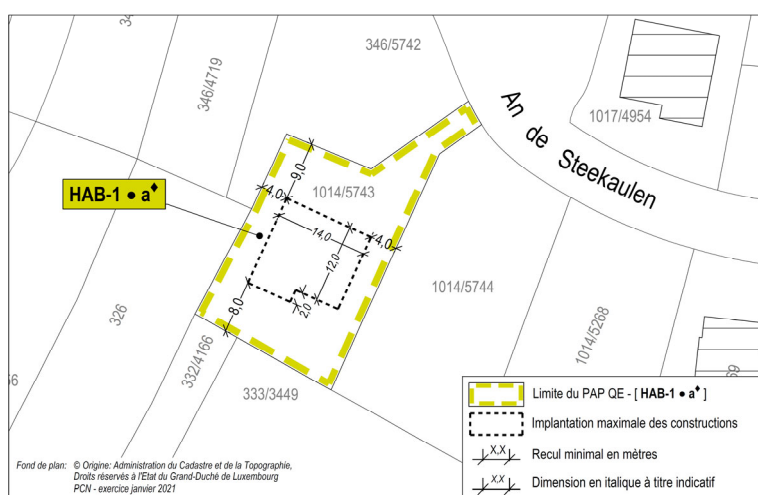 34
346/5742
346/4719
An de Steekaulen
1017/4954
HAB-1 • a♦
9,0
4,0
1014/5743
14,0
4,0
12,0
8,0
2,0
1014/5744
326
1014/5268
332/4166
333/3449
69
Limite du PAP QE - [ HAB-1 • a♦ ]
Implantation maximale des constructions
X,X Recul minimal en mètres
X,X Dimension en italique à titre indicatif
Fond de plan: © Origine: Administration du Cadastre et de la Topographie,
Droits réservés à l'Etat du Grand-Duché de Luxembourg
PCN - exercice janvier 2021